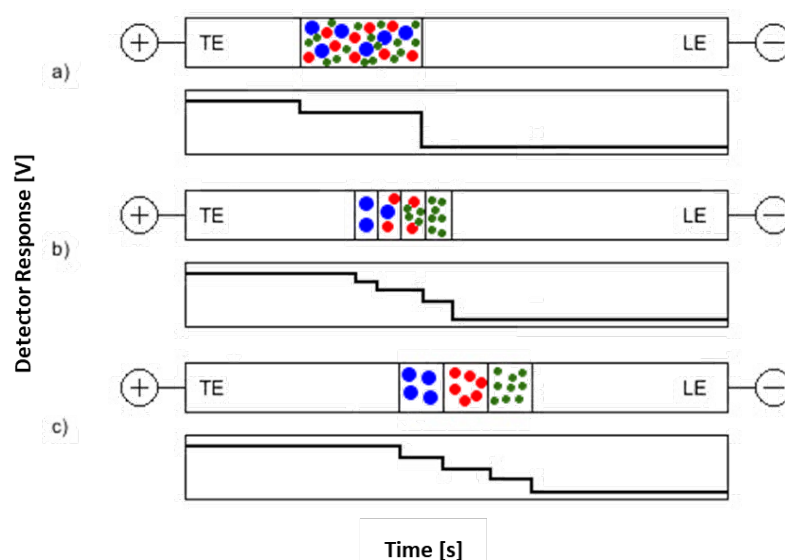 + TE LE −
a)
Detector Response [V]
+ TE LE −
b)
+ TE LE −
c)
Time [s]